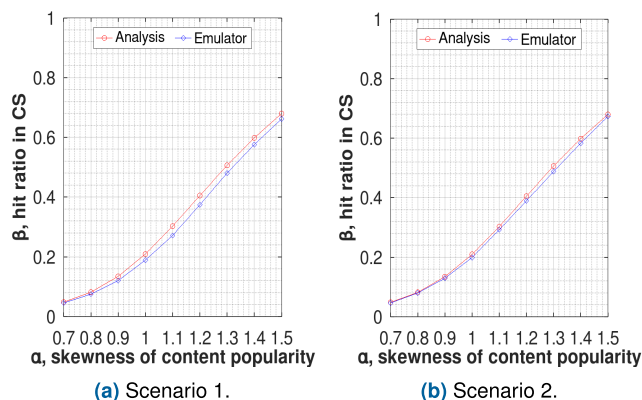 Analysis Emulator
β, hit ratio in CS
1
0.8
0.6
0.4
0.2
0
0.7 0.8 0.9 1 1.1 1.2 1.3 1.4 1.5
α, skewness of content popularity
(a) Scenario 1.
Analysis Emulator
β, hit ratio in CS
1
0.8
0.6
0.4
0.2
0
0.7 0.8 0.9 1 1.1 1.2 1.3 1.4 1.5
α, skewness of content popularity
(b) Scenario 2.